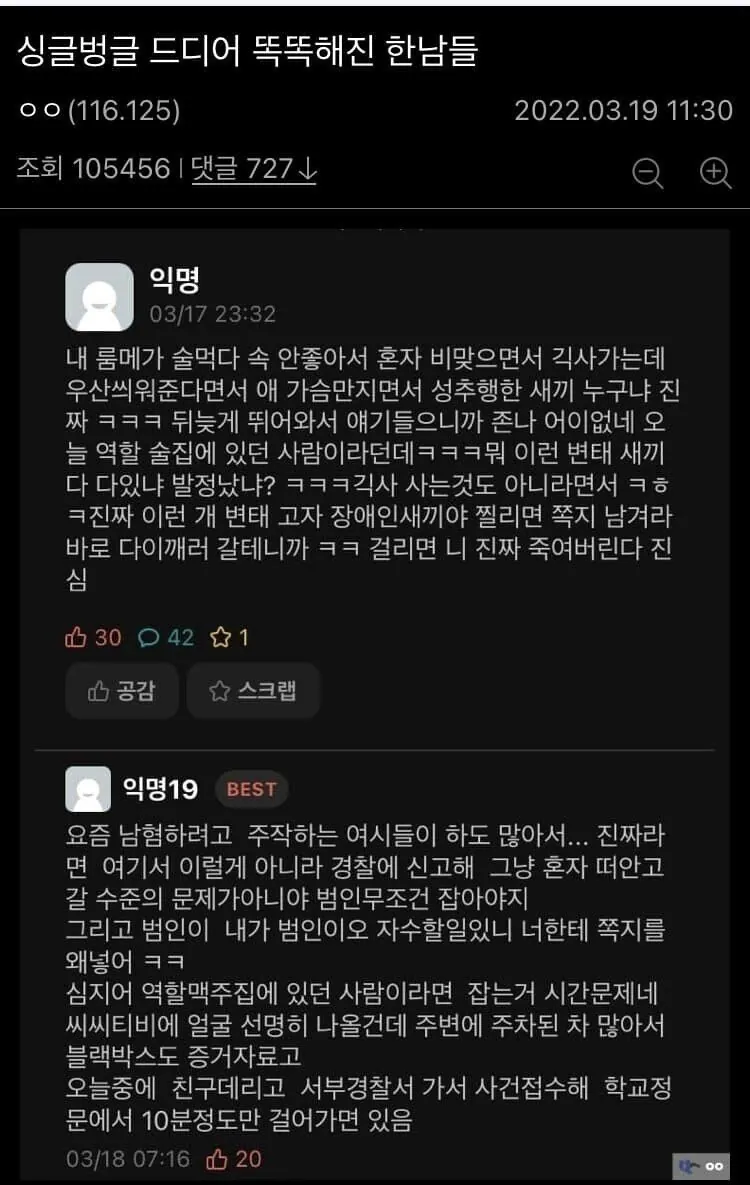 싱글벙글 드디어 똑똑해진 한남들
ㅇㅇ(116.125)
2022.03.19 11:30
조회 105456 | 댓글 727↓
익명
03/17 23:32
내 룸메가 술먹다 속 안좋아서 혼자 비맞으면서 긱사가는데
우산씌워준다면서 애 가슴만지면서 성추행한 새끼 누구냐 진
짜 ㅋㅋㅋ 뒤늦게 뛰어와서 얘기들으니까 존나 어이없네 오
늘 역할 술집에 있던 사람이라던데ㅋㅋㅋ뭐 이런 변태 새끼
다 다있냐 발정났냐? ㅋㅋㅋ긱사 사는것도 아니라면서 ㅋㅎ
ㅋ진짜 이런 개 변태 고자 장애인새끼야 찔리면 쪽지 남겨라
바로 다이깨러 갈테니까 ㅋㅋ 걸리면 니 진짜 죽여버린다 진
심
30 42 1
공감 스크랩
익명19 BEST
요즘 남혐하려고 주작하는 여시들이 하도 많아서... 진짜라
면 여기서 이럴게 아니라 경찰에 신고해 그냥 혼자 떠안고
갈 수준의 문제가아니야 범인무조건 잡아야지
그리고 범인이 내가 범인이오 자수할일있니 너한테 쪽지를
왜넣어 ㅋㅋ
심지어 역할맥주집에 있던 사람이라면 잡는거 시간문제네
씨씨티비에 얼굴 선명히 나올건데 주변에 주차된 차 많아서
블랙박스도 증거자료고
오늘중에 친구데리고 서부경찰서 가서 사건접수해 학교정
문에서 10분정도만 걸어가면 있음
03/18 07:16 20